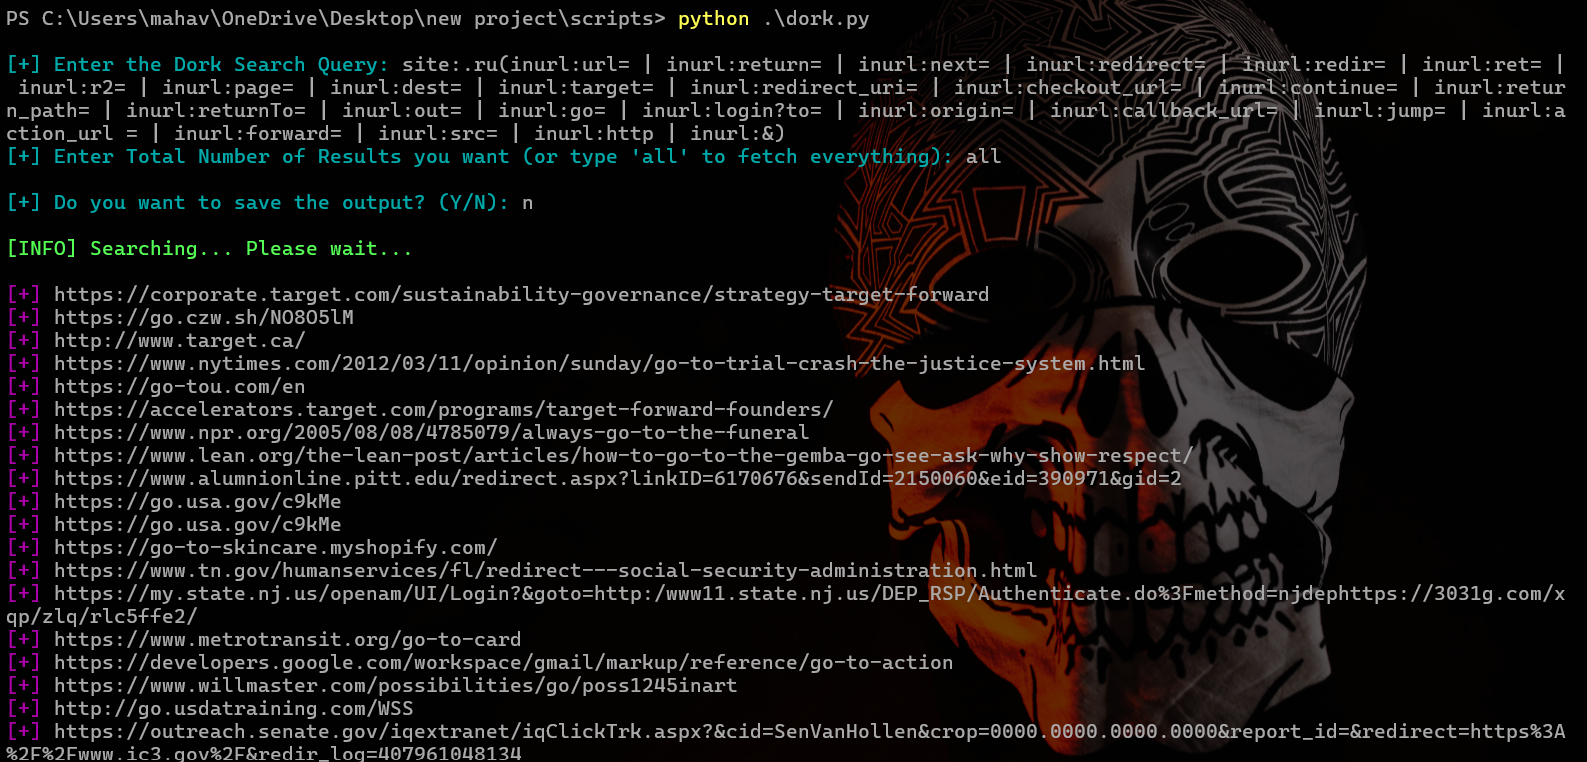 PS C:\Users\mahav\OneDrive\Desktop\new project\scripts> python .\dork.py
[+] Enter the Dork Search Query: site:.ru(inurl:url= | inurl:return= | inurl:next= | inurl:redirect= | inurl:redir= | inurl:ret= |
 inurl:r2= | inurl:page= | inurl:dest= | inurl:target= | inurl:redirect_uri= | inurl:checkout_url= | inurl:continue= | inurl:retur
n_path= | inurl:returnTo= | inurl:out= | inurl:go= | inurl:login?to= | inurl:origin= | inurl:callback_url= | inurl:jump= | inurl:a
ction_url = | inurl:forward= | inurl:src= | inurl:http | inurl:&)
[+] Enter Total Number of Results you want (or type 'all' to fetch everything): all
[+] Do you want to save the output? (Y/N): n
[INFO] Searching... Please wait...
[+] https://corporate.target.com/sustainability-governance/strategy-target-forward
[+] https://go.czw.sh/NO8O5lM
[+] http://www.target.ca/
[+] https://www.nytimes.com/2012/03/11/opinion/sunday/go-to-trial-crash-the-justice-system.html
[+] https://go-tou.com/en
[+] https://accelerators.target.com/programs/target-forward-founders/
[+] https://www.npr.org/2005/08/08/4785079/always-go-to-the-funeral
[+] https://www.lean.org/the-lean-post/articles/how-to-go-to-the-gemba-go-see-ask-why-show-respect/
[+] https://www.alumnionline.pitt.edu/redirect.aspx?linkID=6170676&sendId=2150060&eid=390971&gid=2
[+] https://go.usa.gov/c9kMe
[+] https://go.usa.gov/c9kMe
[+] https://go-to-skincare.myshopify.com/
[+] https://www.tn.gov/humanservices/fl/redirect---social-security-administration.html
[+] https://my.state.nj.us/openam/UI/Login?&goto=http:/www11.state.nj.us/DEP_RSP/Authenticate.do%3Fmethod=njdephttps://3031g.com/x
qp/zlq/rlc5ffe2/
[+] https://www.metrotransit.org/go-to-card
[+] https://developers.google.com/workspace/gmail/markup/reference/go-to-action
[+] https://www.willmaster.com/possibilities/go/poss1245inart
[+] http://go.usdatraining.com/WSS
[+] https://outreach.senate.gov/iqextranet/iqClickTrk.aspx?&cid=SenVanHollen&crop=0000.0000.0000.0000&report_id=&redirect=https%3A
%2F%2Fwww.ic3.gov%2F&redir_log=407961048134